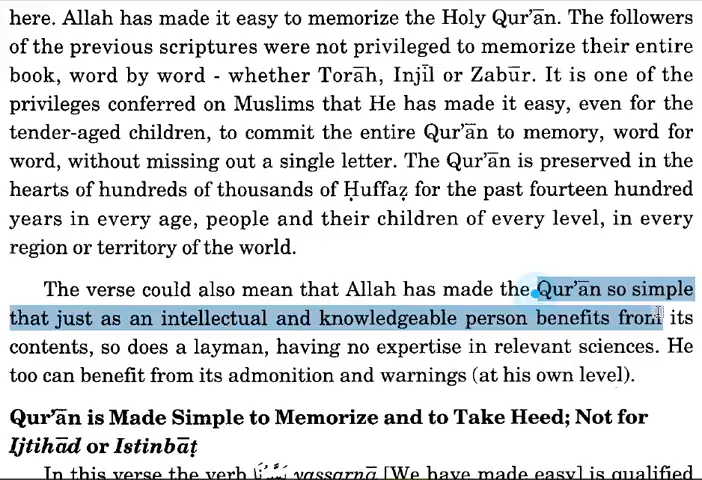 here. Allah has made it easy to memorize the Holy Qur'ān. The followers
of the previous scriptures were not privileged to memorize their entire
book, word by word - whether Torāh, Injīl or Zabūr. It is one of the
privileges conferred on Muslims that He has made it easy, even for the
tender-aged children, to commit the entire Qur'ān to memory, word for
word, without missing out a single letter. The Qur'ān is preserved in the
hearts of hundreds of thousands of Ḥuffaẓ for the past fourteen hundred
years in every age, people and their children of every level, in every
region or territory of the world.
The verse could also mean that Allah has made the Qur'ān so simple
that just as an intellectual and knowledgeable person benefits from its
contents, so does a layman, having no expertise in relevant sciences. He
too can benefit from its admonition and warnings (at his own level).
Qur'ān is Made Simple to Memorize and to Take Heed; Not for
Ijtihād or Istinbāṭ
In this verse the verb yassarnā [We have made easy] is qualified